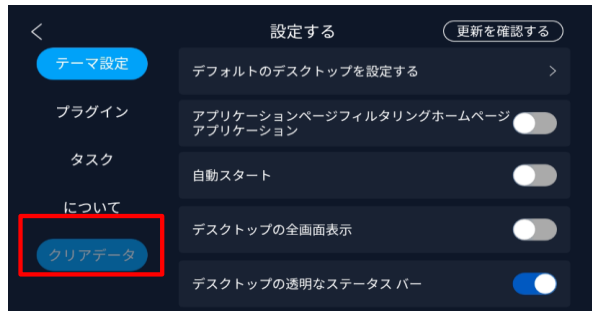 設定する
更新を確認する
テーマ設定
プラグイン
タスク
について
クリアデータ
デフォルトのデスクトップを設定する
アプリケーションページフィルタリングホームページ
アプリケーション
自動スタート
デスクトップの全画面表示
デスクトップの透明なステータス バー